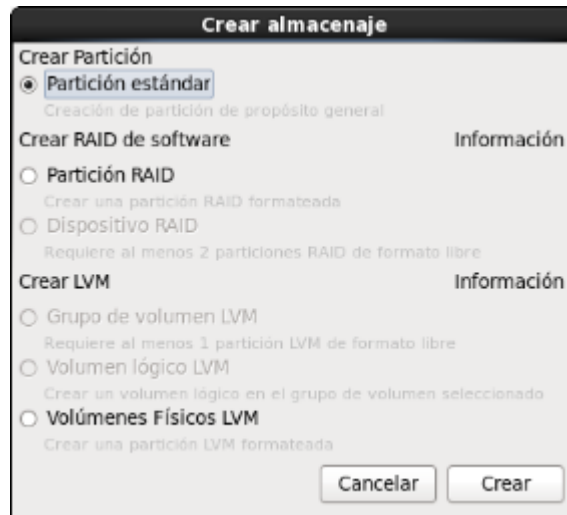 Crear almacenaje
Crear Partición
Partición estándar
Creación de partición de propósito general
Crear RAID de software Información
Partición RAID
Crear una partición RAID formateada
Dispositivo RAID
Requiere al menos 2 particiones RAID de formato libre
Crear LVM Información
Grupo de volumen LVM
Requiere al menos 1 partición LVM de formato libre
Volumen lógico LVM
Crear un volumen lógico en el grupo de volumen seleccionado
Volúmenes Físicos LVM
Crear una partición LVM formateada
Cancelar Crear